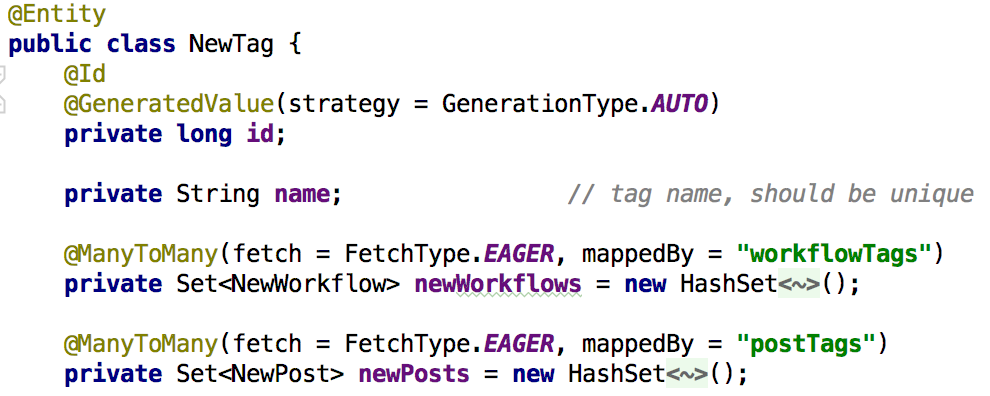 @Entity
public class NewTag {
@Id
@GeneratedValue(strategy = GenerationType.AUTO)
private long id;
private String name; // tag name, should be unique
@ManyToMany(fetch = FetchType.EAGER, mappedBy = "workflowTags")
private Set<NewWorkflow> newWorkflows = new HashSet<~>();
@ManyToMany(fetch = FetchType.EAGER, mappedBy = "postTags")
private Set<NewPost> newPosts = new HashSet<~>();